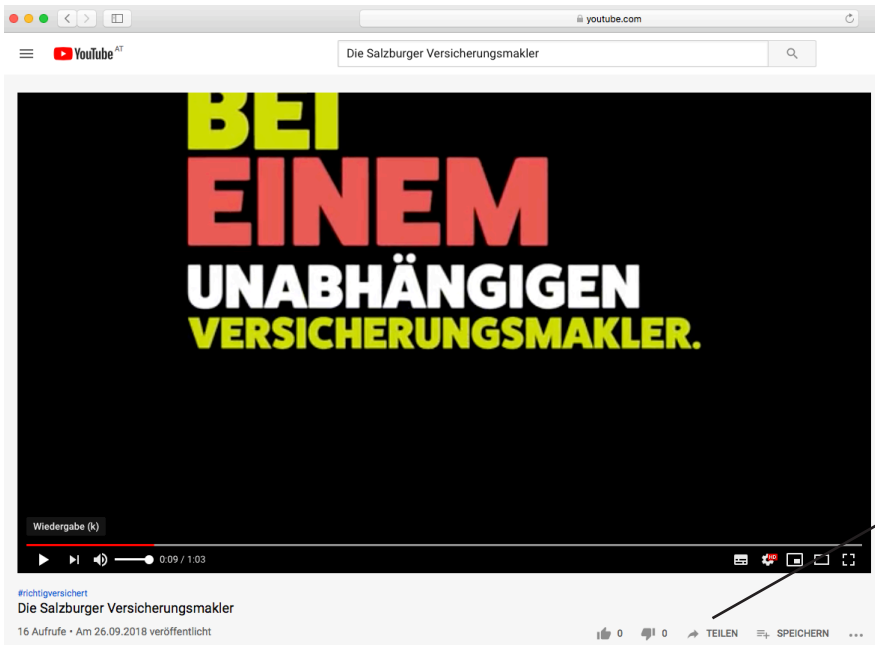 youtube.com
YouTube AT
Die Salzburger Versicherungsmakler
BEI
EINEM
UNABHÄNGIGEN
VERSICHERUNGSMAKLER.
Wiedergabe (k)
0:09 / 1:03
HD
#richtigversichert
Die Salzburger Versicherungsmakler
16 Aufrufe • Am 26.09.2018 veröffentlicht
0 0 TEILEN SPEICHERN